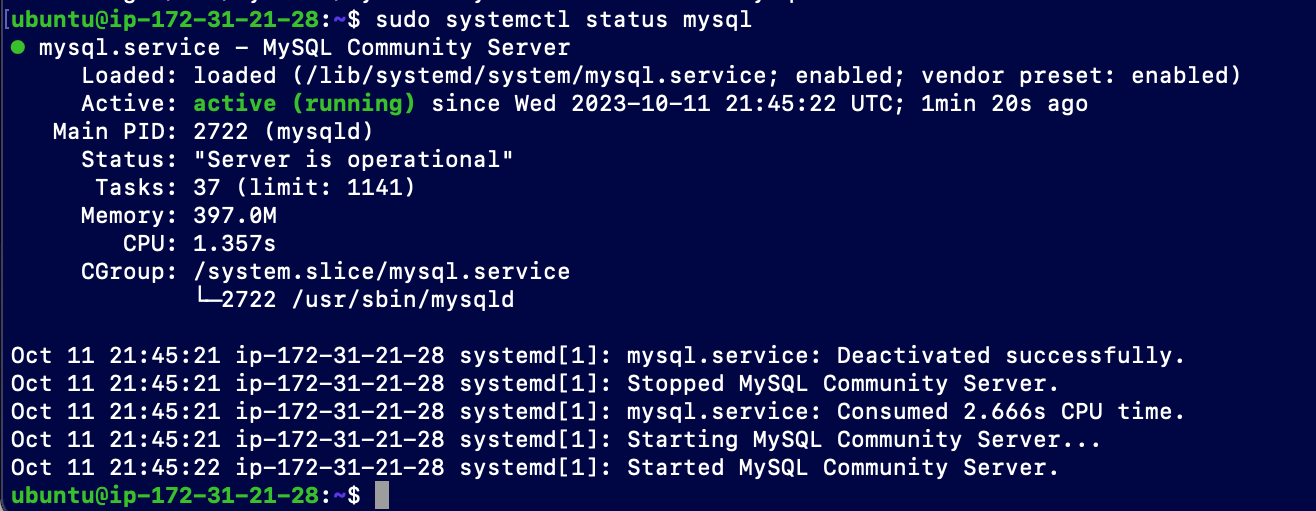 ubuntu@ip-172-31-21-28:~$ sudo systemctl status mysql
● mysql.service - MySQL Community Server
     Loaded: loaded (/lib/systemd/system/mysql.service; enabled; vendor preset: enabled)
     Active: active (running) since Wed 2023-10-11 21:45:22 UTC; 1min 20s ago
   Main PID: 2722 (mysqld)
     Status: "Server is operational"
      Tasks: 37 (limit: 1141)
     Memory: 397.0M
        CPU: 1.357s
     CGroup: /system.slice/mysql.service
             └─2722 /usr/sbin/mysqld

Oct 11 21:45:21 ip-172-31-21-28 systemd[1]: mysql.service: Deactivated successfully.
Oct 11 21:45:21 ip-172-31-21-28 systemd[1]: Stopped MySQL Community Server.
Oct 11 21:45:21 ip-172-31-21-28 systemd[1]: mysql.service: Consumed 2.666s CPU time.
Oct 11 21:45:21 ip-172-31-21-28 systemd[1]: Starting MySQL Community Server...
Oct 11 21:45:22 ip-172-31-21-28 systemd[1]: Started MySQL Community Server.
ubuntu@ip-172-31-21-28:~$